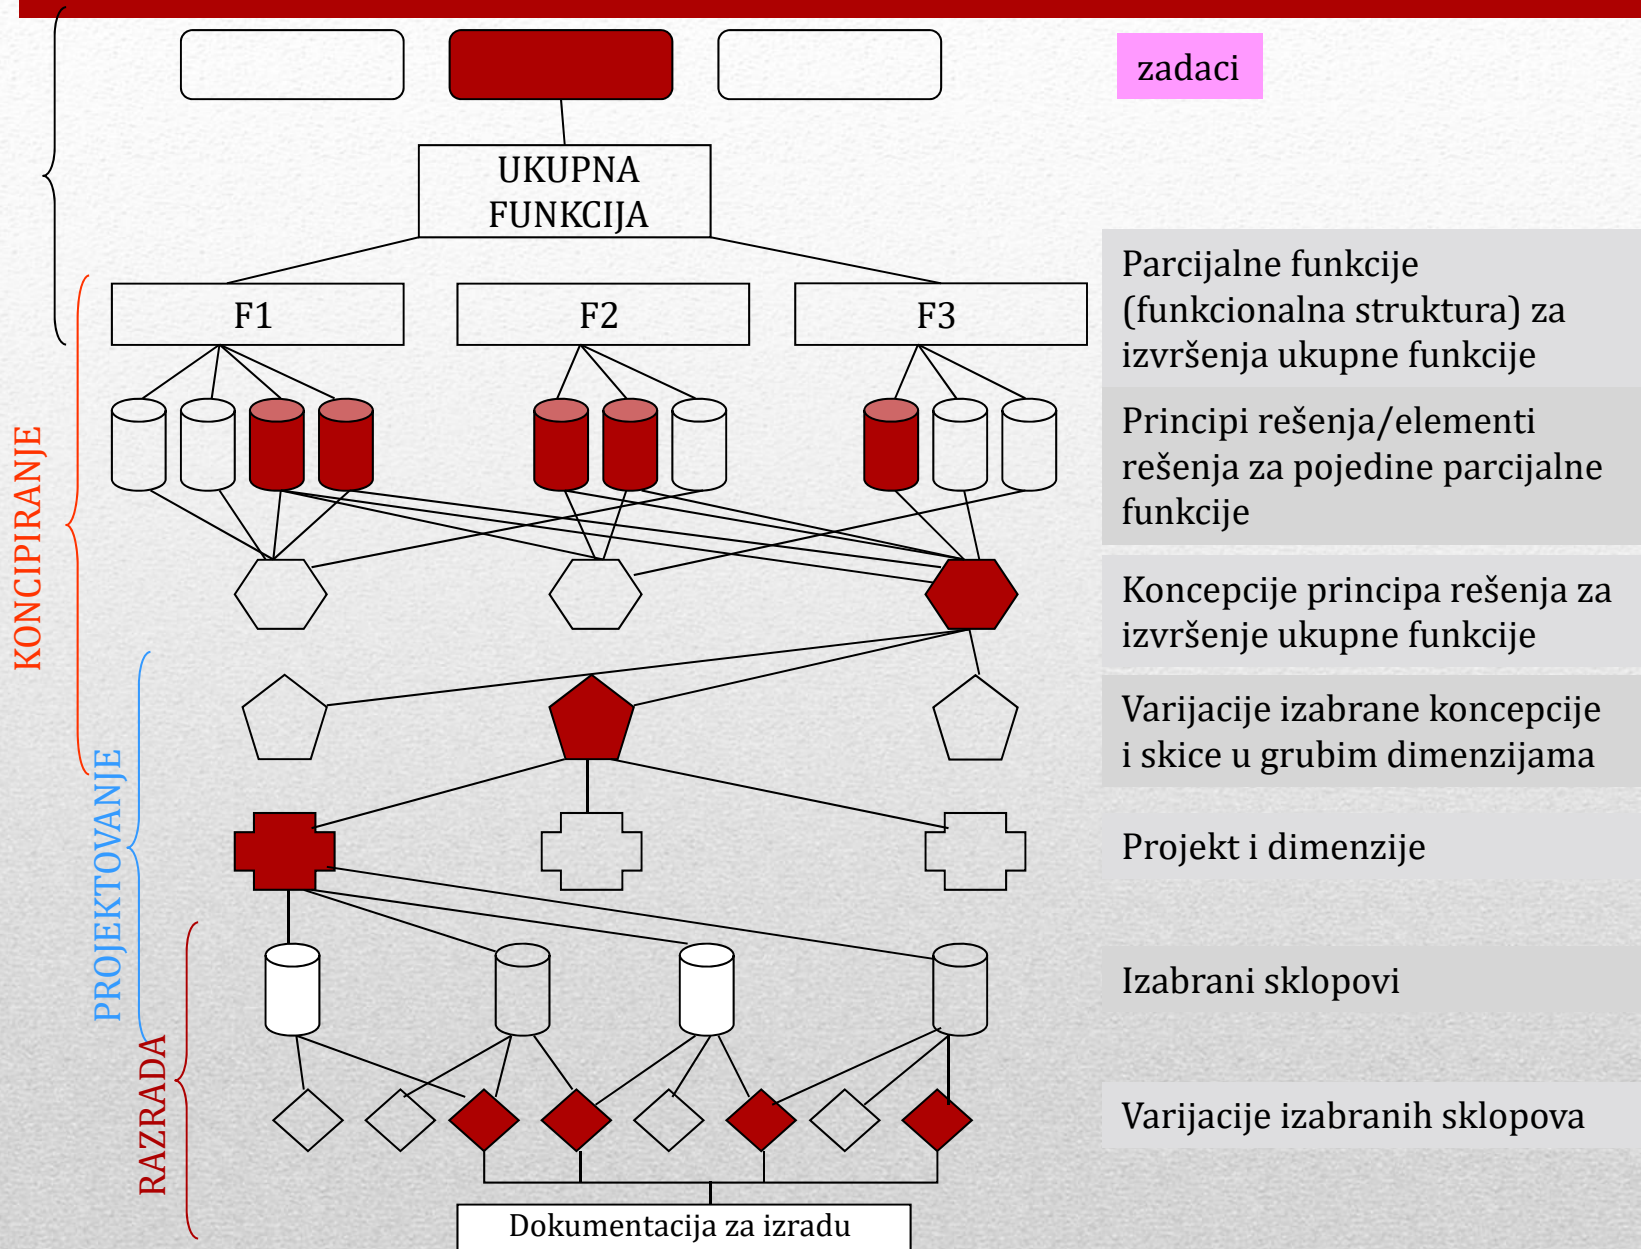 zadaci
UKUPNA
FUNKCIJA
Parcijalne funkcije
(funkcionalna struktura) za
izvršenja ukupne funkcije
F1
F2
F3
Principi rešenja/elementi
rešenja za pojedine parcijalne
funkcije
KONCIPIRANJE
Koncepcije principa rešenja za
izvršenje ukupne funkcije
Varijacije izabrane koncepcije
i skice u grubim dimenzijama
PROJEKTOVANJE
Projekt i dimenzije
Izabrani sklopovi
RAZRADA
Varijacije izabranih sklopova
Dokumentacija za izradu